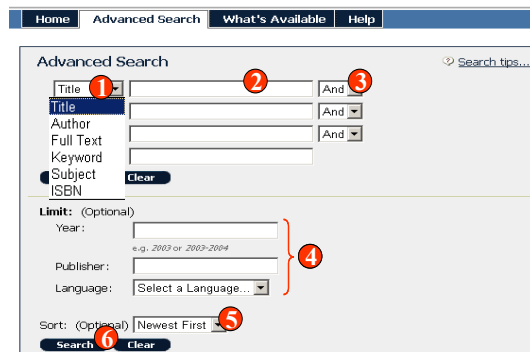 Home Advanced Search What's Available Help
Advanced Search
Search tips...
Title 1 2 And 3
Title
And
Author
Full Text
And
Keyword
Subject
Clear
ISBN
Limit: (Optional)
Year:
e.g. 2003 or 2003-2004
4
Publisher:
Language: Select a Language...
Sort: (Optional) Newest First 5
6
Search Clear